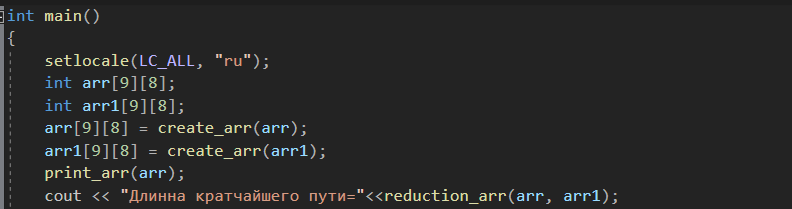 int main()
{
setlocale(LC_ALL, "ru");
int arr[9][8];
int arr1[9][8];
arr[9][8] = create_arr(arr);
arr1[9][8] = create_arr(arr1);
print_arr(arr);
cout << "Длинна кратчайшего пути="<<reduction_arr(arr, arr1);